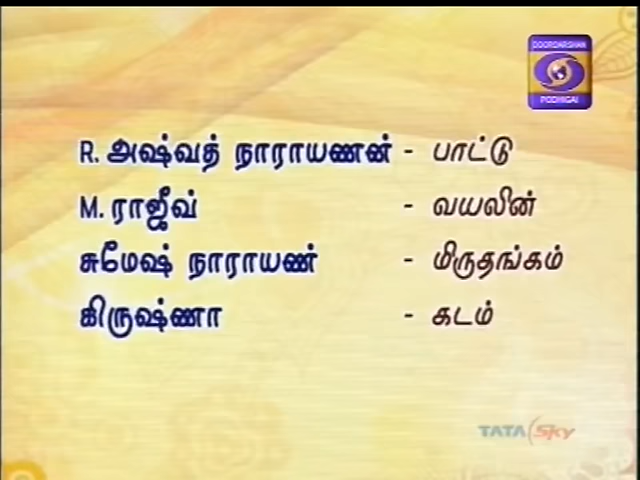 DOORDARSHAN
PODHIGAI
R. அஷ்வத் நாராயணன் - பாட்டு
M. ராஜீவ் - வயலின்
சுமேஷ் நாராயண் - மிருதங்கம்
கிருஷ்ணா - கடம்
TATA Sky